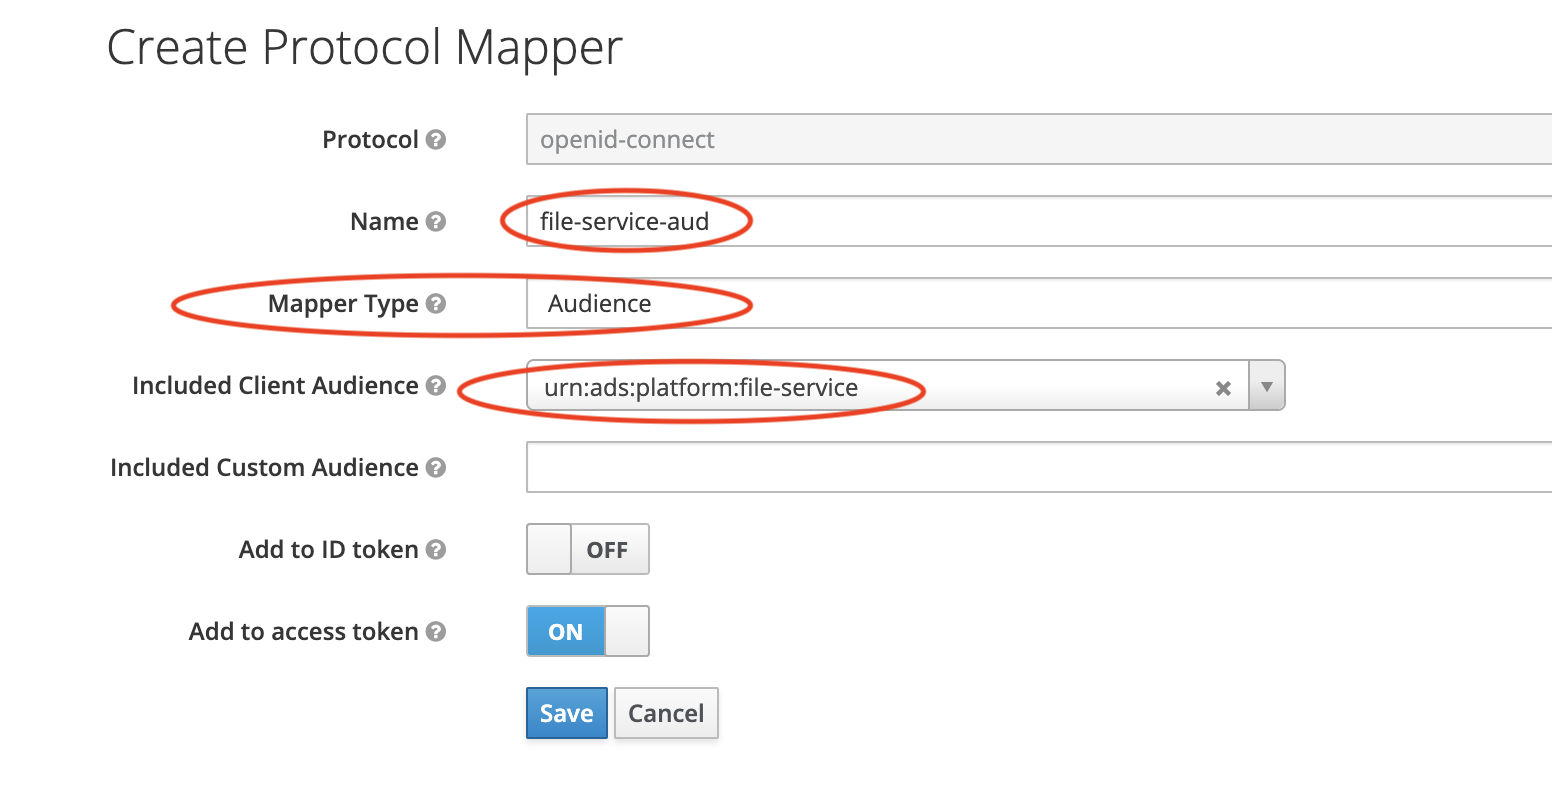 Create Protocol Mapper
Protocol
openid-connect
Name
file-service-aud
Mapper Type
Audience
Included Client Audience
urn:ads:platform:file-service
Included Custom Audience
Add to ID token
OFF
Add to access token
ON
Save Cancel